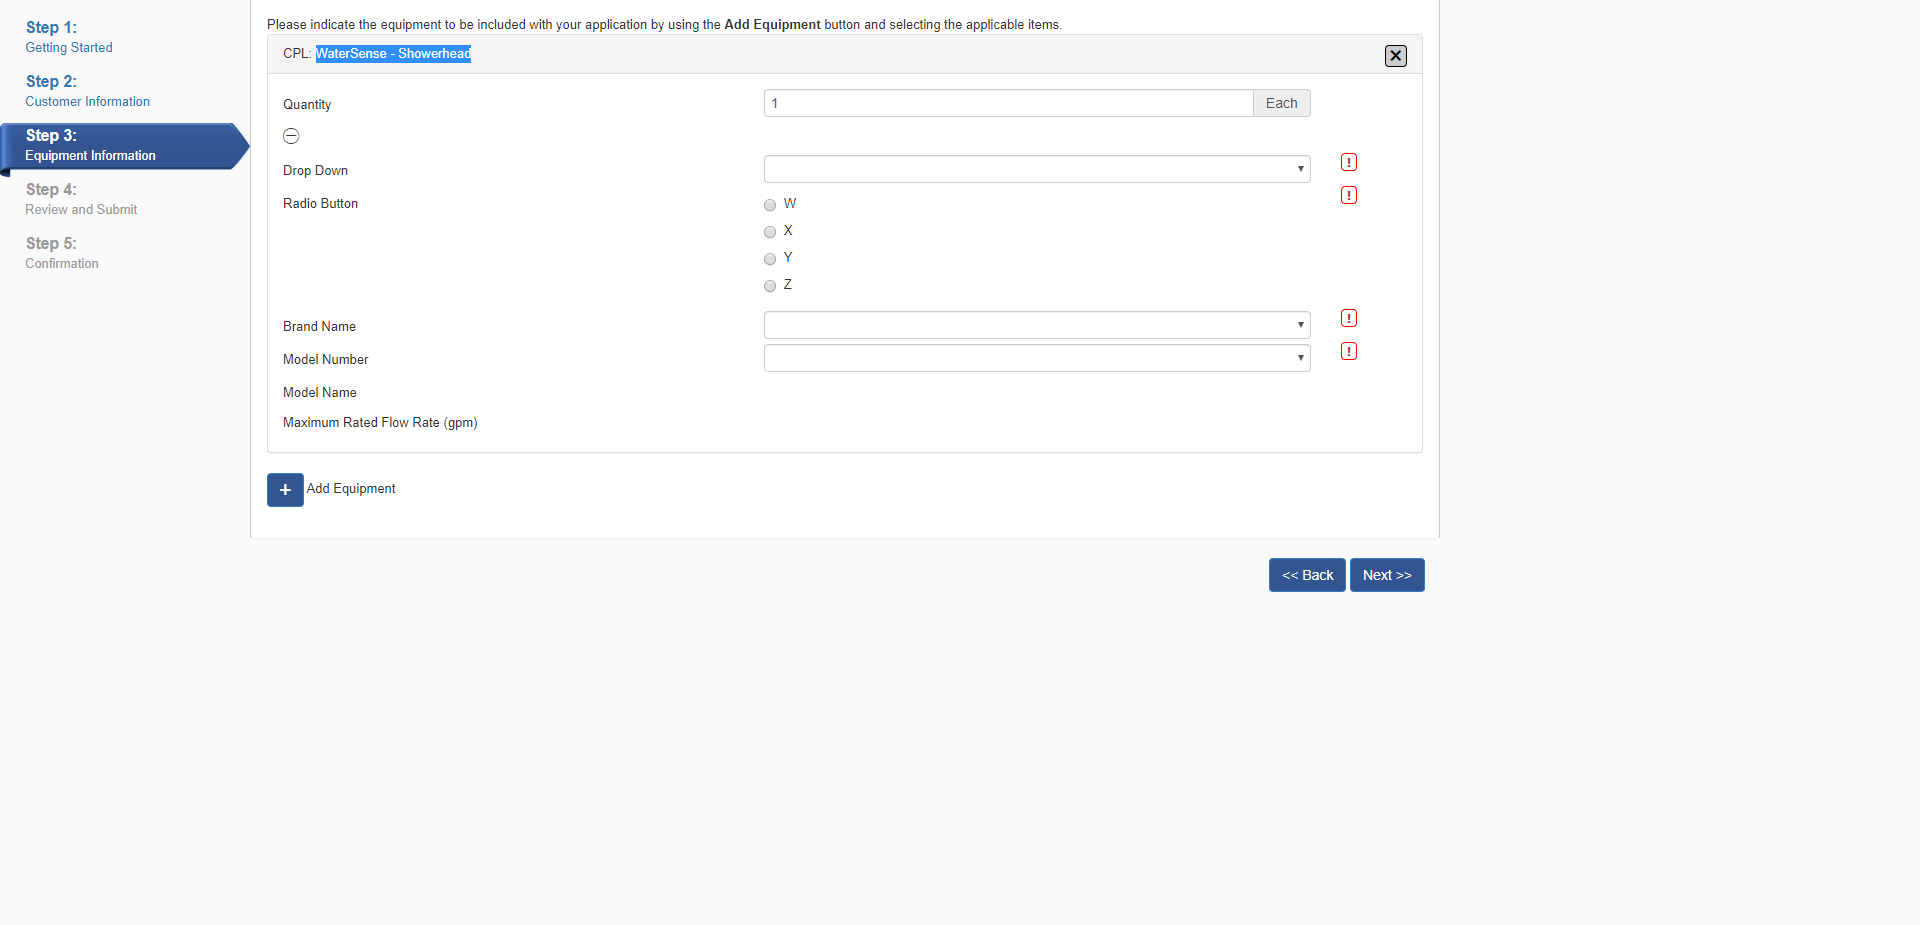 Step 1:
Getting Started
Step 2:
Customer Information
Step 3:
Equipment Information
Step 4:
Review and Submit
Step 5:
Confirmation
Please indicate the equipment to be included with your application by using the Add Equipment button and selecting the applicable items.
CPL: WaterSense - Showerhead
Quantity
1
Each
Drop Down
!
Radio Button
!
W
X
Y
Z
Brand Name
!
Model Number
!
Model Name
Maximum Rated Flow Rate (gpm)
+ Add Equipment
<< Back
Next >>